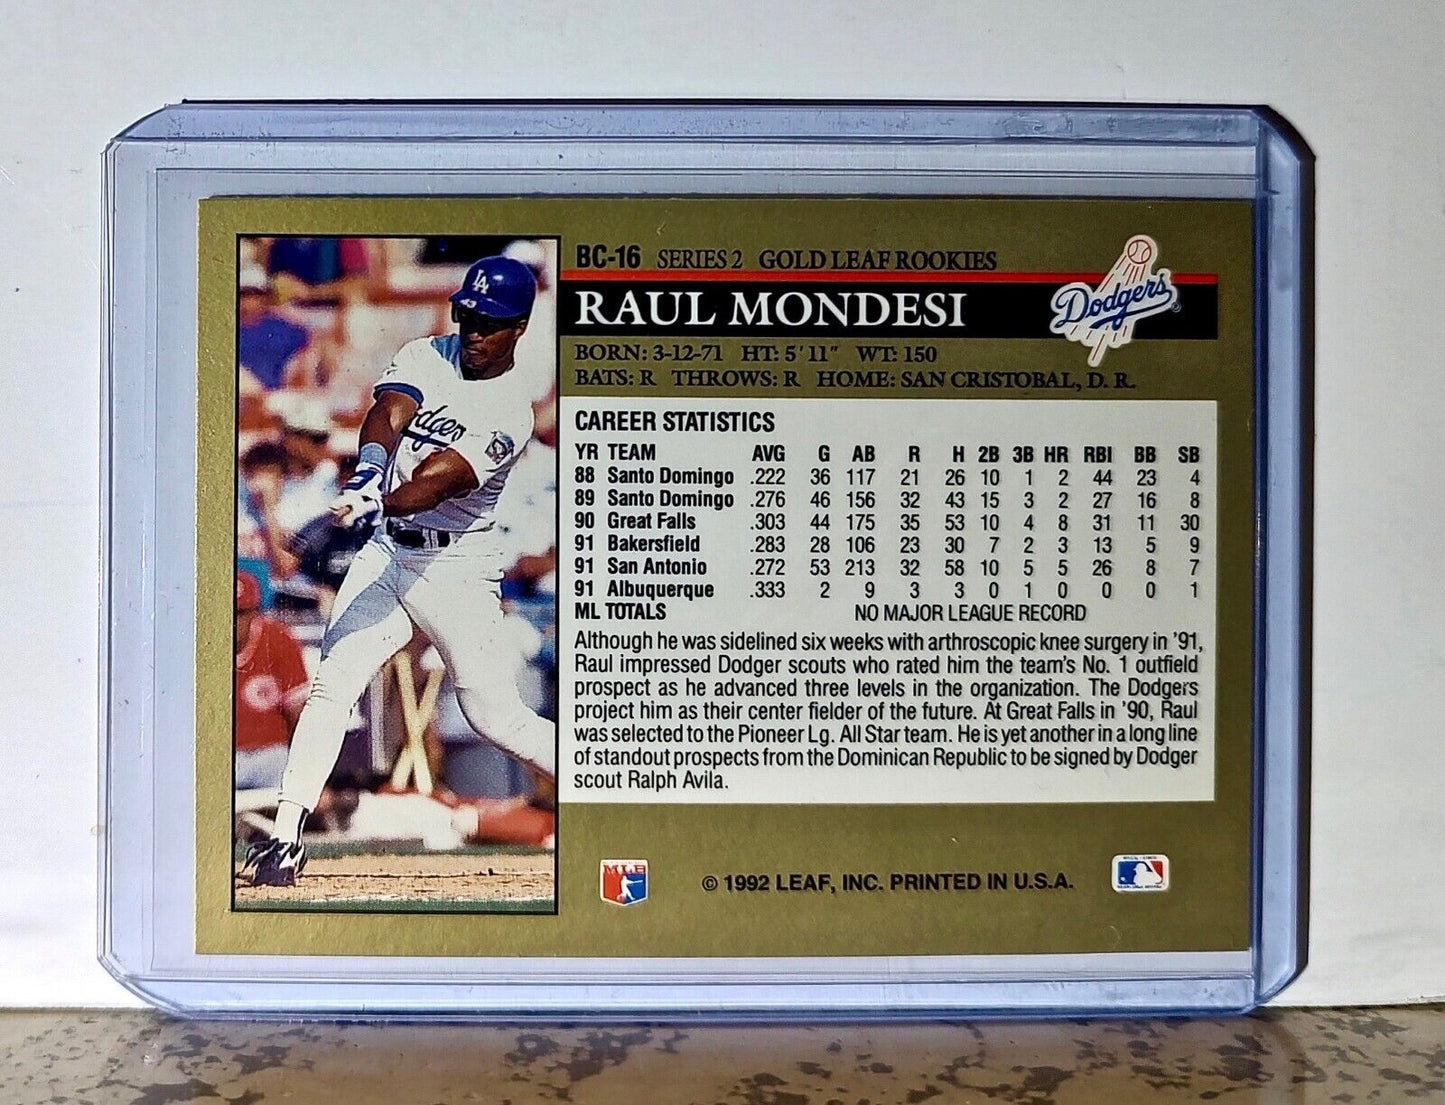 BC-16 SERIES 2 GOLD LEAF ROOKIES
RAUL MONDESI
Dodgers
BORN: 3-12-71 HT: 5'11" WT: 150
BATS: R THROWS: R HOME: SAN CRISTOBAL, D. R.
CAREER STATISTICS
YR TEAM AVG G AB R H 2B 3B HR RBI BB SB
88 Santo Domingo .222 36 117 21 26 10 1 2 44 23 4
89 Santo Domingo .276 46 156 32 43 15 3 2 27 16 8
90 Great Falls .303 44 175 35 53 10 4 8 31 11 30
91 Bakersfield .283 28 106 23 30 7 2 3 13 5 9
91 San Antonio .272 53 213 32 58 10 5 5 26 8 7
91 Albuquerque .333 2 9 3 3 0 1 0 0 0 1
ML TOTALS NO MAJOR LEAGUE RECORD
Although he was sidelined six weeks with arthroscopic knee surgery in '91,
Raul impressed Dodger scouts who rated him the team's No. 1 outfield
prospect as he advanced three levels in the organization. The Dodgers
project him as their center fielder of the future. At Great Falls in '90, Raul
was selected to the Pioneer Lg. All Star team. He is yet another in a long line
of standout prospects from the Dominican Republic to be signed by Dodger
scout Ralph Avila.
LA
43
dgers
MLB
© 1992 LEAF, INC. PRINTED IN U.S.A.